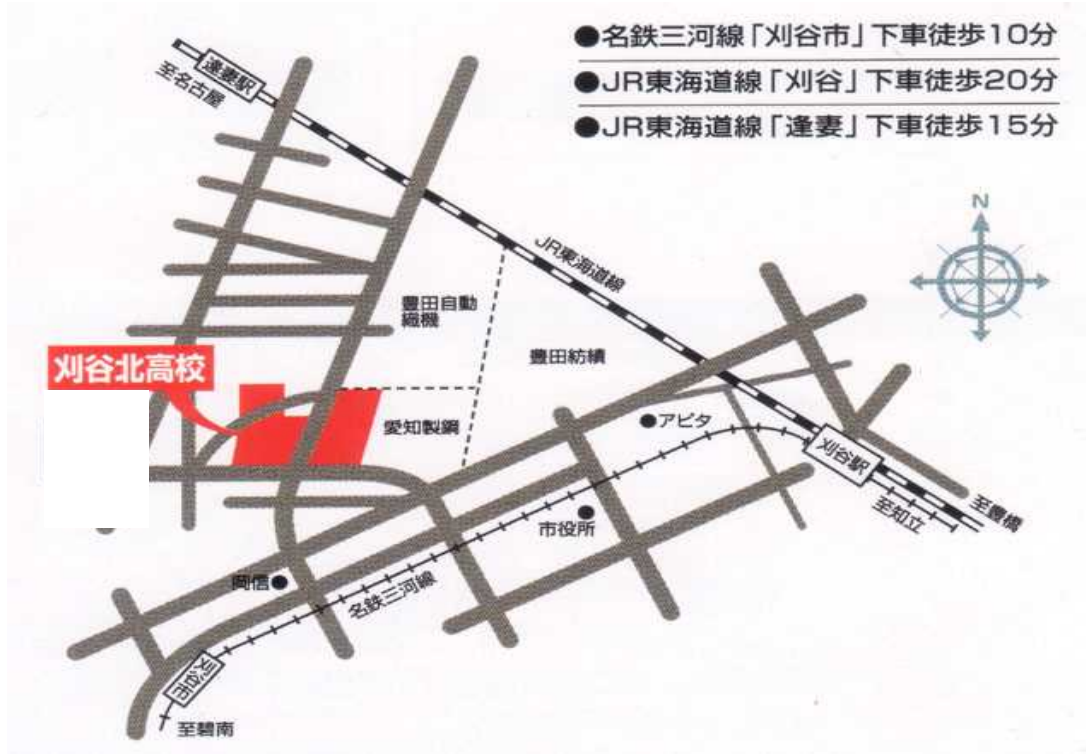 ●名鉄三河線「刈谷市」下車徒歩10分
●JR東海道線「刈谷」下車徒歩20分
●JR東海道線「逢妻」下車徒歩15分
逢妻駅
至名古屋
N
JR東海道線
豊田自動
織機
豊田紡績
刈谷北高校
愛知製鋼
●アピタ
刈谷駅
至豊橋
至知立
市役所
岡信●
名鉄三河線
刈谷市
至碧南